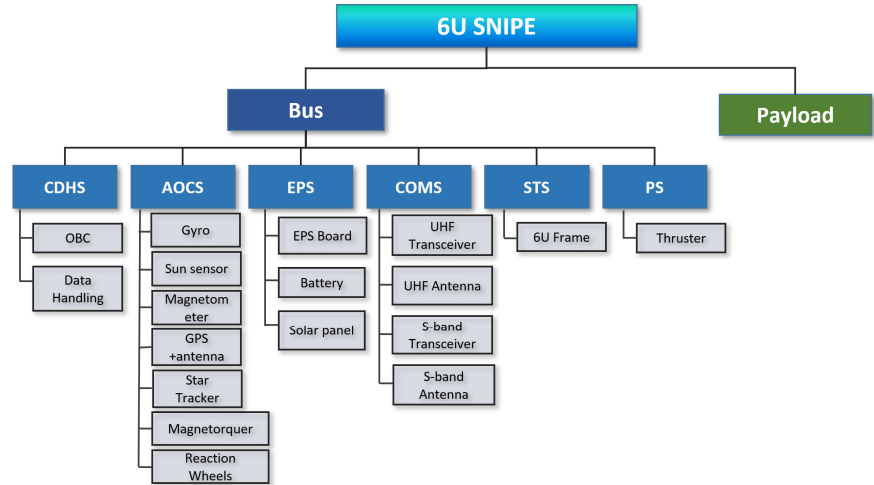 6U SNIPE
Bus
Payload
CDHS
AOCS
EPS
COMS
STS
PS
OBC
Data
Handling
Gyro
Sun sensor
Magnetom
eter
GPS
+antenna
Star
Tracker
Magnetorquer
Reaction
Wheels
EPS Board
Battery
Solar panel
UHF
Transceiver
UHF Antenna
S-band
Transceiver
S-band
Antenna
6U Frame
Thruster